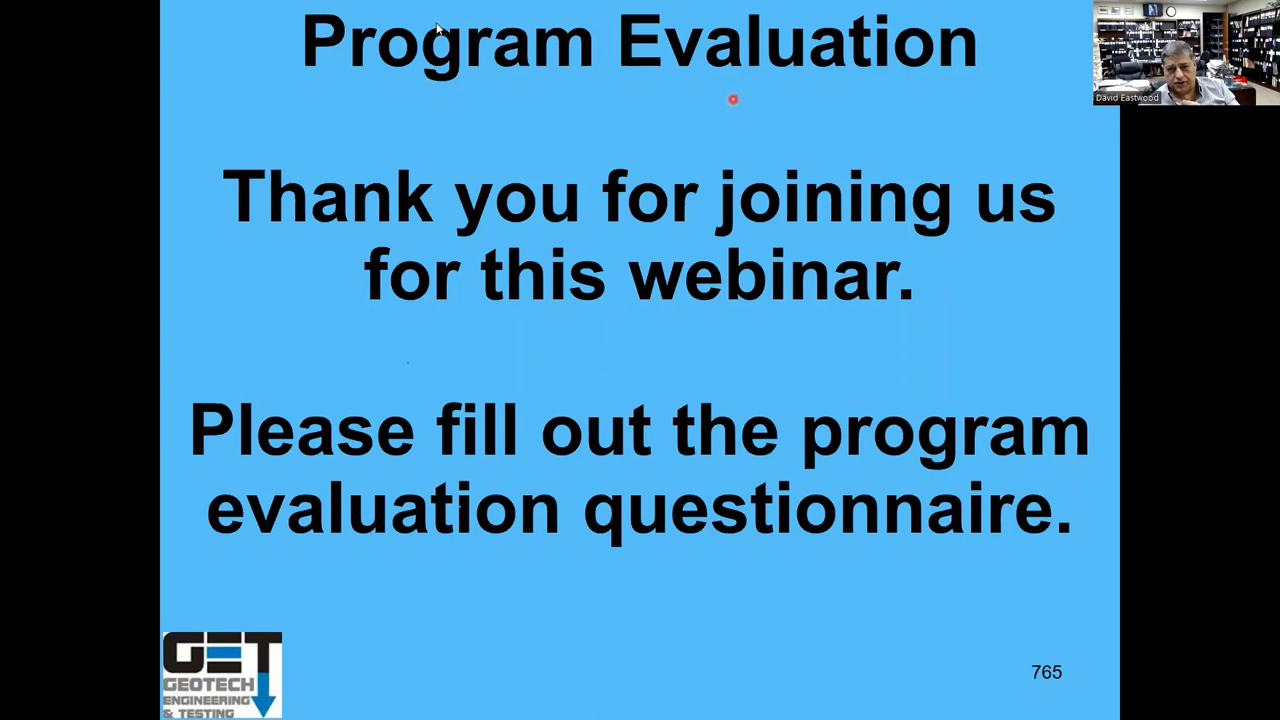 Program Evaluation
David Eastwood
Thank you for joining us
for this webinar.
Please fill out the program
evaluation questionnaire.
GET
GEOTECH
ENGINEERING
& TESTING
765